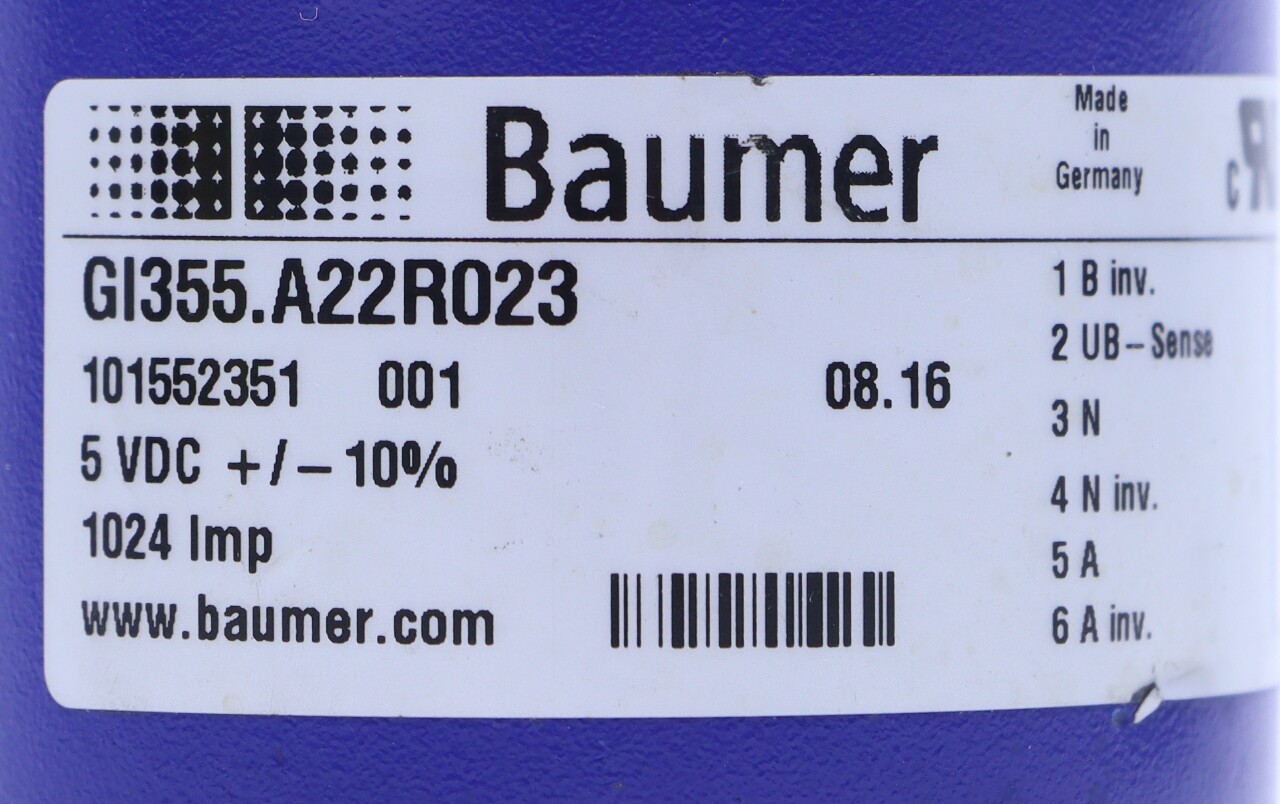 Baumer
Made
in
Germany
GI355.A22R023
101552351 001 08.16
5 VDC +/-10%
1024 Imp
www.baumer.com
1 B inv.
2 UB-Sense
3 N
4 N inv.
5 A
6 A inv.